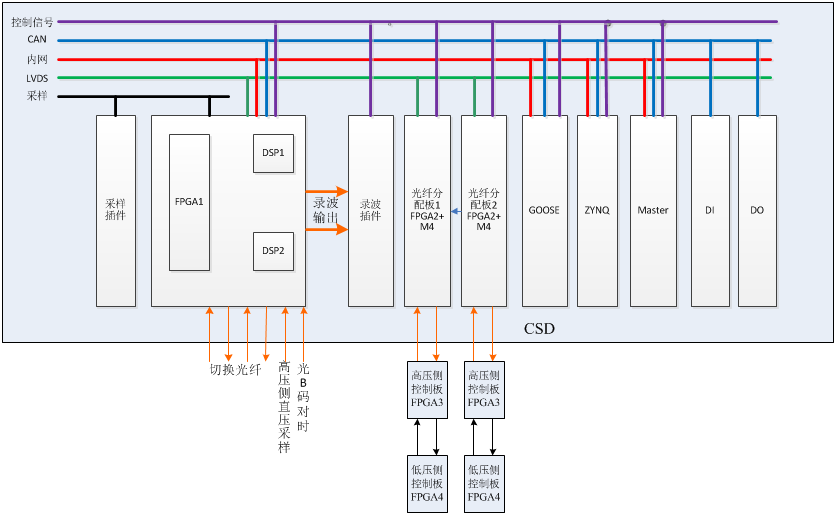 控制信号
CAN
内网
LVDS
采样
采样
插件
FPGA1
DSP1
DSP2
录波
输出
录波
插件
光纤分
配板1
FPGA2+
M4
光纤分
配板2
FPGA2+
M4
GOOSE
ZYNQ
Master
DI
DO
CSD
切换光纤
高压侧直压采样
光B码对时
高压侧
控制板
FPGA3
高压侧
控制板
FPGA3
低压侧
控制板
FPGA4
低压侧
控制板
FPGA4